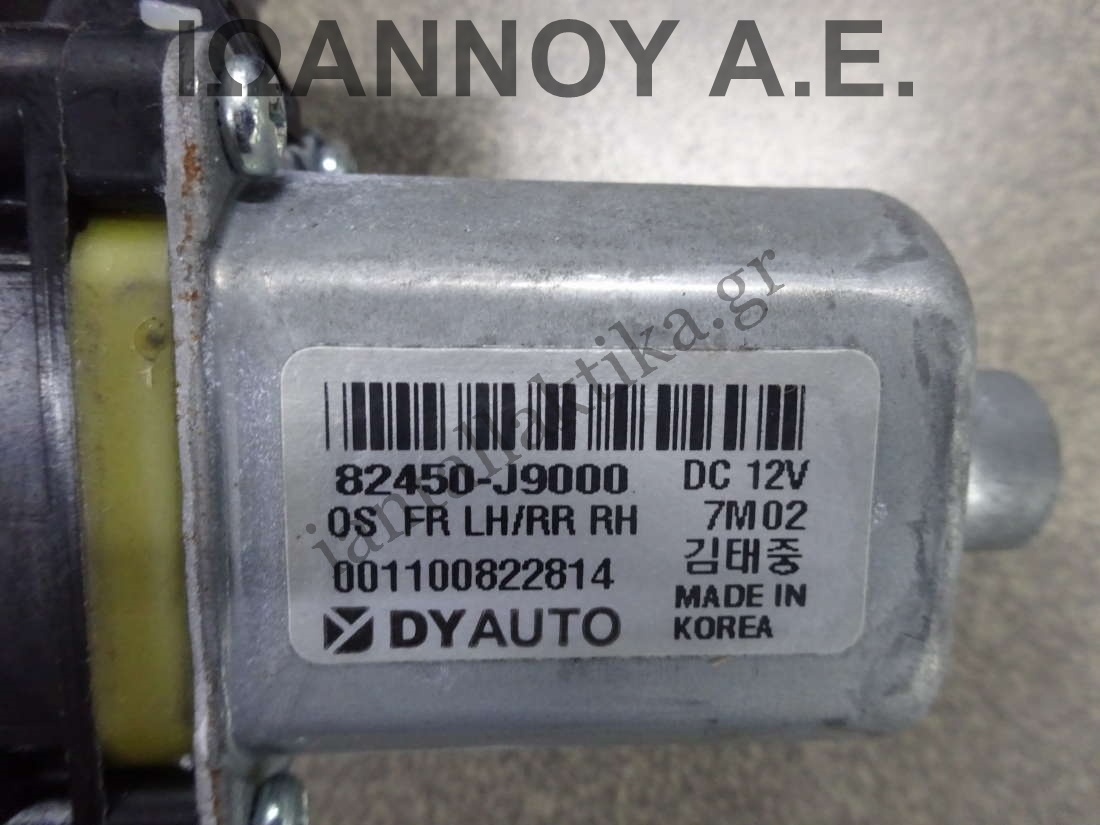 ΙΩΑΝΝΟΥ Α.Ε.
iantallaktika.gr
82450-J9000 DC 12V
OS FR LH/RR RH 7M02
001100822814 김태중
DYAUTO MADE IN
KOREA